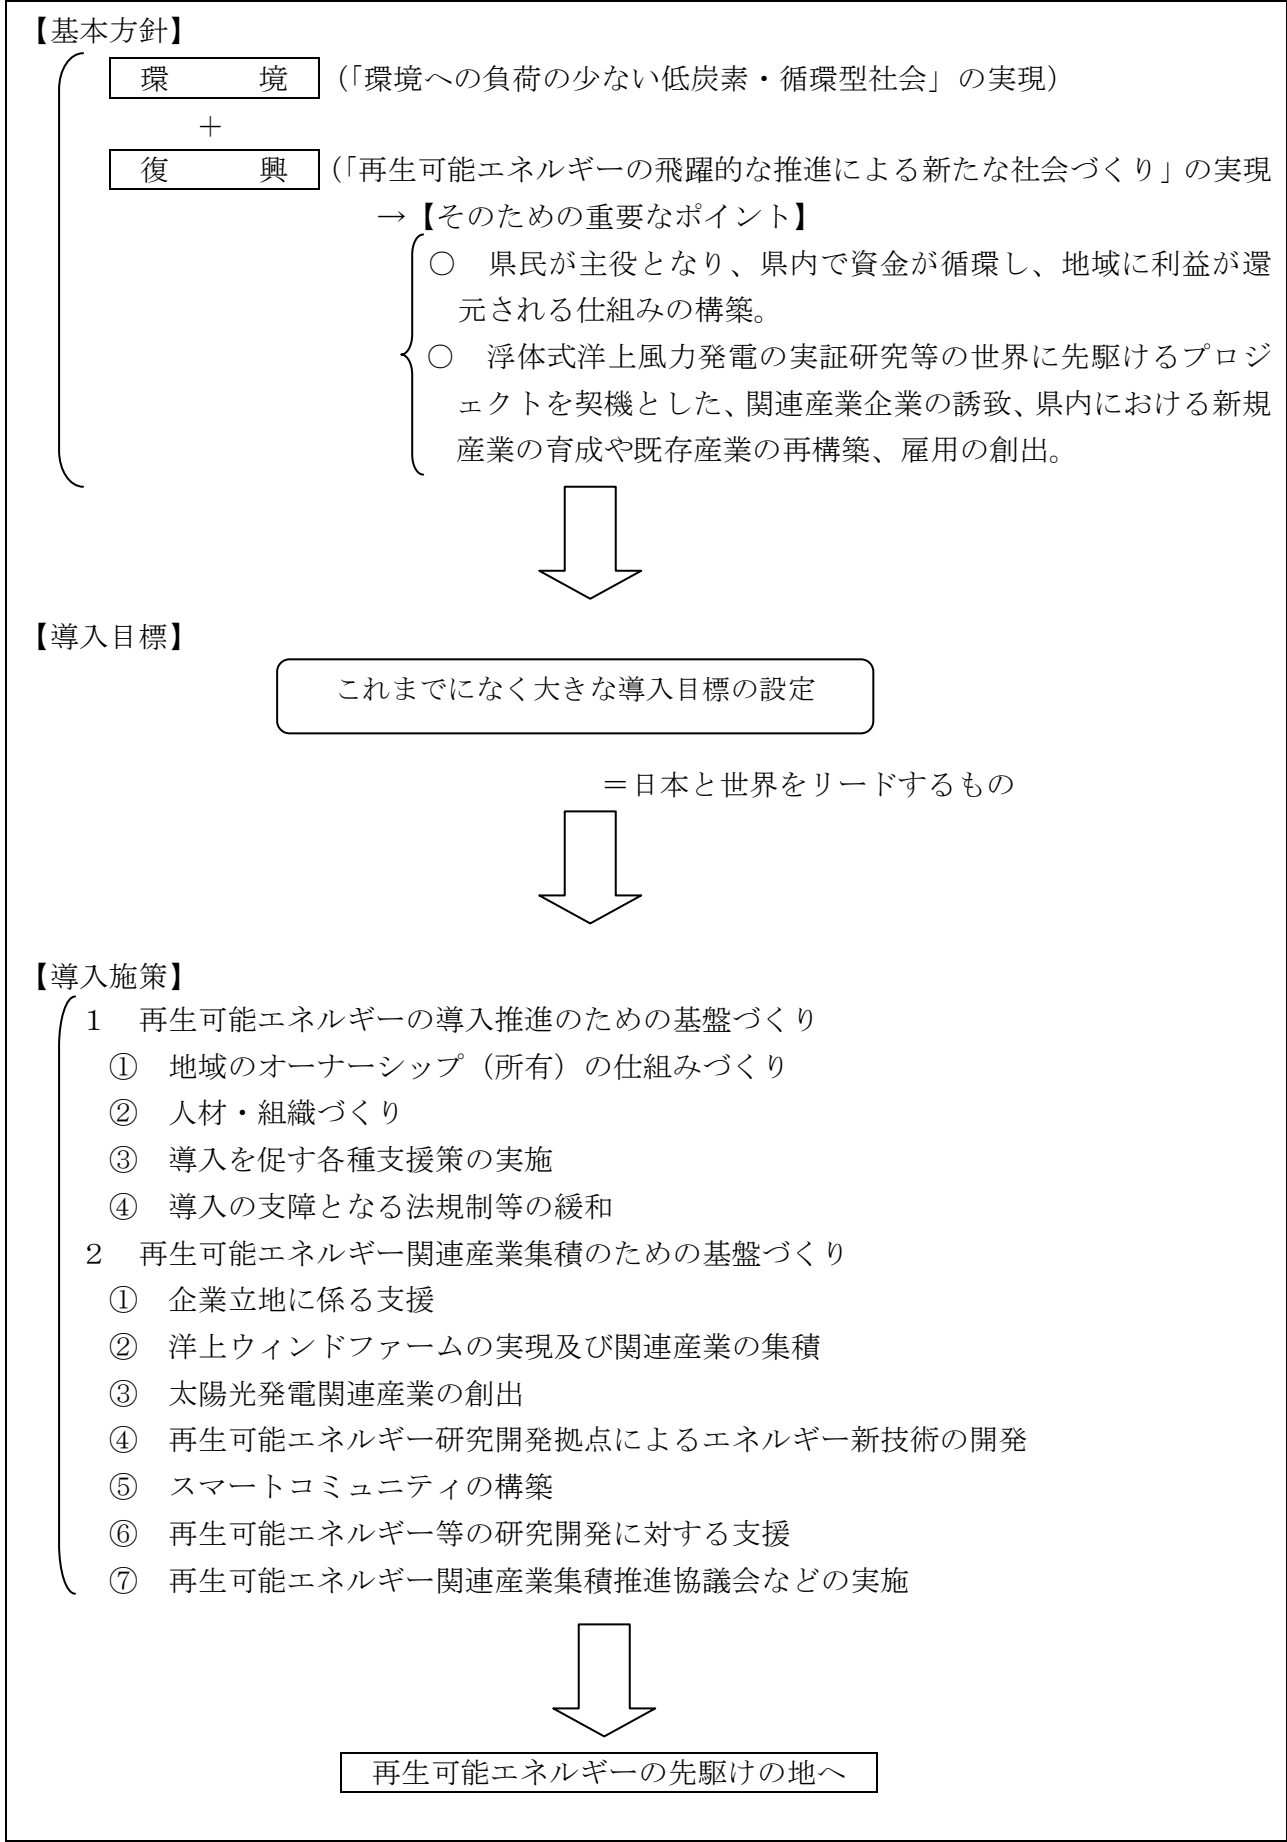 【基本方針】
環　　境 （「環境への負荷の少ない低炭素・循環型社会」の実現）
＋
復　　興 （「再生可能エネルギーの飛躍的な推進による新たな社会づくり」の実現
→【そのための重要なポイント】
○　県民が主役となり、県内で資金が循環し、地域に利益が還
元される仕組みの構築。
○　浮体式洋上風力発電の実証研究等の世界に先駆けるプロジ
ェクトを契機とした、関連産業企業の誘致、県内における新規
産業の育成や既存産業の再構築、雇用の創出。
【導入目標】
これまでになく大きな導入目標の設定
＝日本と世界をリードするもの
【導入施策】
１　再生可能エネルギーの導入推進のための基盤づくり
①　地域のオーナーシップ（所有）の仕組みづくり
②　人材・組織づくり
③　導入を促す各種支援策の実施
④　導入の支障となる法規制等の緩和
２　再生可能エネルギー関連産業集積のための基盤づくり
①　企業立地に係る支援
②　洋上ウィンドファームの実現及び関連産業の集積
③　太陽光発電関連産業の創出
④　再生可能エネルギー研究開発拠点によるエネルギー新技術の開発
⑤　スマートコミュニティの構築
⑥　再生可能エネルギー等の研究開発に対する支援
⑦　再生可能エネルギー関連産業集積推進協議会などの実施
再生可能エネルギーの先駆けの地へ